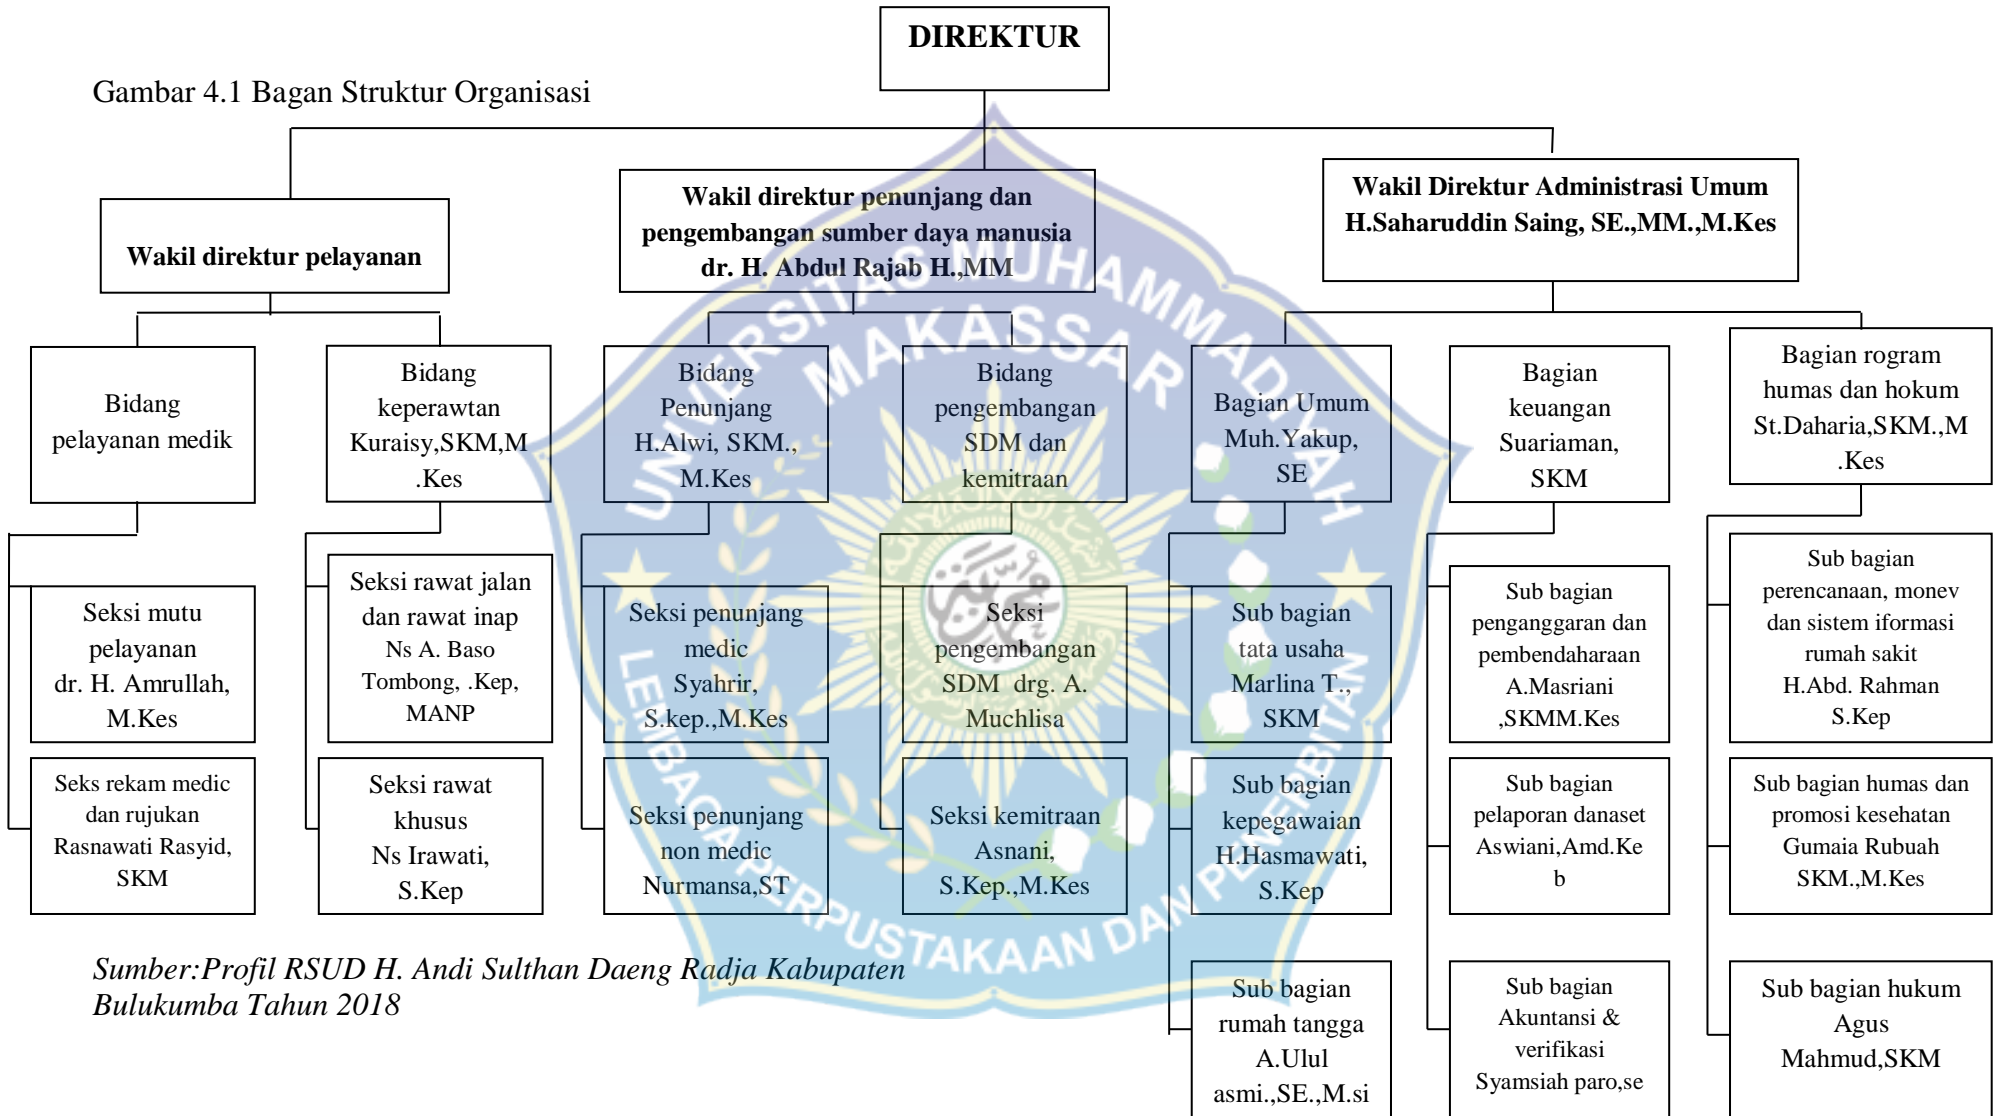 DIREKTUR
Gambar 4.1 Bagan Struktur Organisasi
Wakil direktur pelayanan
Wakil direktur penunjang dan
pengembangan sumber daya manusia
dr. H. Abdul Rajab H.,MM
Wakil Direktur Administrasi Umum
H.Saharuddin Saing, SE.,MM.,M.Kes
Bidang
pelayanan medik
Bidang
keperawtan
Kuraisy,SKM,M
.Kes
Bidang
Penunjang
H.Alwi, SKM.,
M.Kes
Bidang
pengembangan
SDM dan
kemitraan
Bagian Umum
Muh.Yakup,
SE
Bagian
keuangan
Suariaman,
SKM
Bagian rogram
humas dan hokum
St.Daharia,SKM.,M
.Kes
Seksi mutu
pelayanan
dr. H. Amrullah,
M.Kes
Seksi rawat jalan
dan rawat inap
Ns A. Baso
Tombong, .Kep,
MANP
Seksi penunjang
medic
Syahrir,
S.kep.,M.Kes
Seksi
pengembangan
SDM drg. A.
Muchlisa
Sub bagian
tata usaha
Marlina T.,
SKM
Sub bagian
penganggaran dan
pembendaharaan
A.Masriani
,SKMM.Kes
Sub bagian
perencanaan, monev
dan sistem iformasi
rumah sakit
H.Abd. Rahman
S.Kep
Seks rekam medic
dan rujukan
Rasnawati Rasyid,
SKM
Seksi rawat
khusus
Ns Irawati,
S.Kep
Seksi penunjang
non medic
Nurmansa,ST
Seksi kemitraan
Asnani,
S.Kep.,M.Kes
Sub bagian
kepegawaian
H.Hasmawati,
S.Kep
Sub bagian
pelaporan danaset
Aswiani,Amd.Ke
b
Sub bagian humas dan
promosi kesehatan
Gumaia Rubuah
SKM.,M.Kes
Sub bagian
rumah tangga
A.Ulul
asmi.,SE.,M.si
Sub bagian
Akuntansi &
verifikasi
Syamsiah paro,se
Sub bagian hukum
Agus
Mahmud,SKM
Sumber:Profil RSUD H. Andi Sulthan Daeng Radja Kabupaten
Bulukumba Tahun 2018
UNIVERSITAS MUHAMMADIYAH
MAKASSAR
LEMBAGA PERPUSTAKAAN DAN PENERBITAN